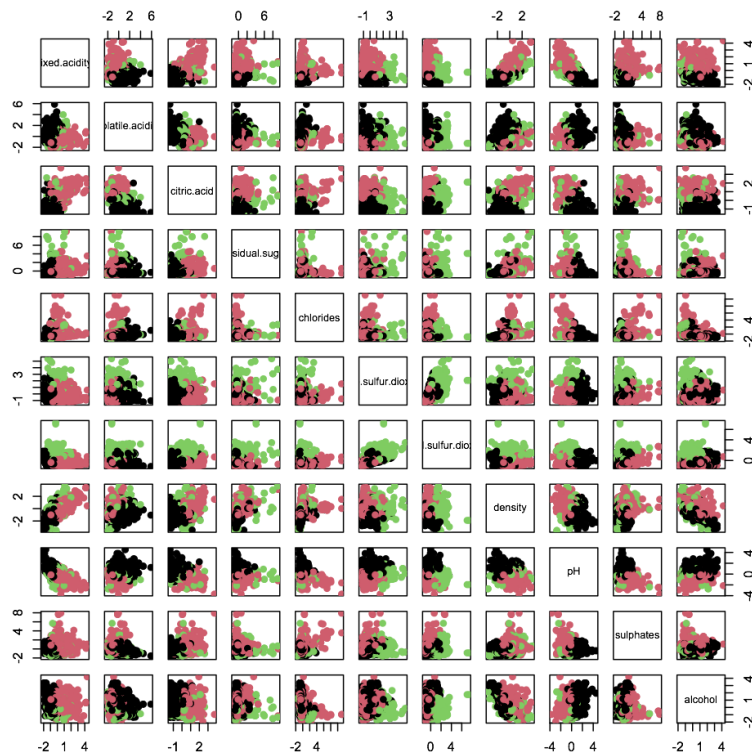 -2 2 6
0 6
-1 3
-2 2
-2 4 8
ixed.acidity
-2 1 4
-2 2 6
latile.acidi
citric.acid
-1 2
0 6
sidual.sug
chlorides
-2 4
-1 3
.sulfur.diox
l.sulfur.diox
0 4
-2 2
density
pH
-4 0 4
-2 4 8
sulphates
alcohol
-2 1 4
-2 1 4
-1 2
-2 4
0 4
-4 0 4
-2 1 4